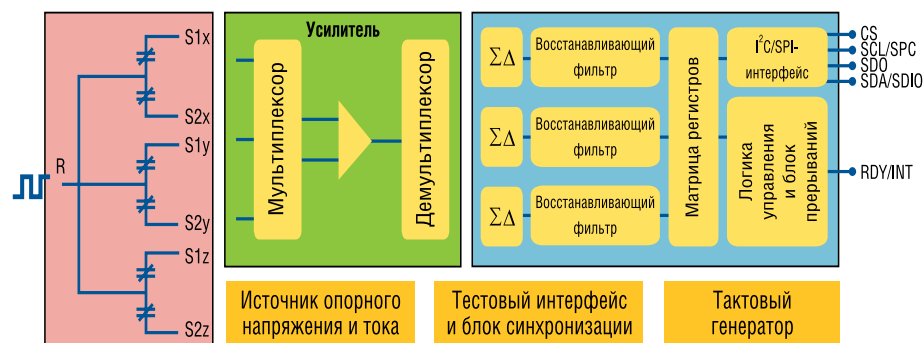 S1x
S2x
S1y
R
S2y
S1z
S2z
Усилитель
Мультиплексор
Демультиплексор
ΣΔ
Восстанавливающий
фильтр
ΣΔ
Восстанавливающий
фильтр
ΣΔ
Восстанавливающий
фильтр
Матрица регистров
I²C/SPI-
интерфейс
Логика
управления
и блок
прерываний
CS
SCL/SPC
SDO
SDA/SDIO
RDY/INT
Источник опорного
напряжения и тока
Тестовый интерфейс
и блок синхронизации
Тактовый
генератор